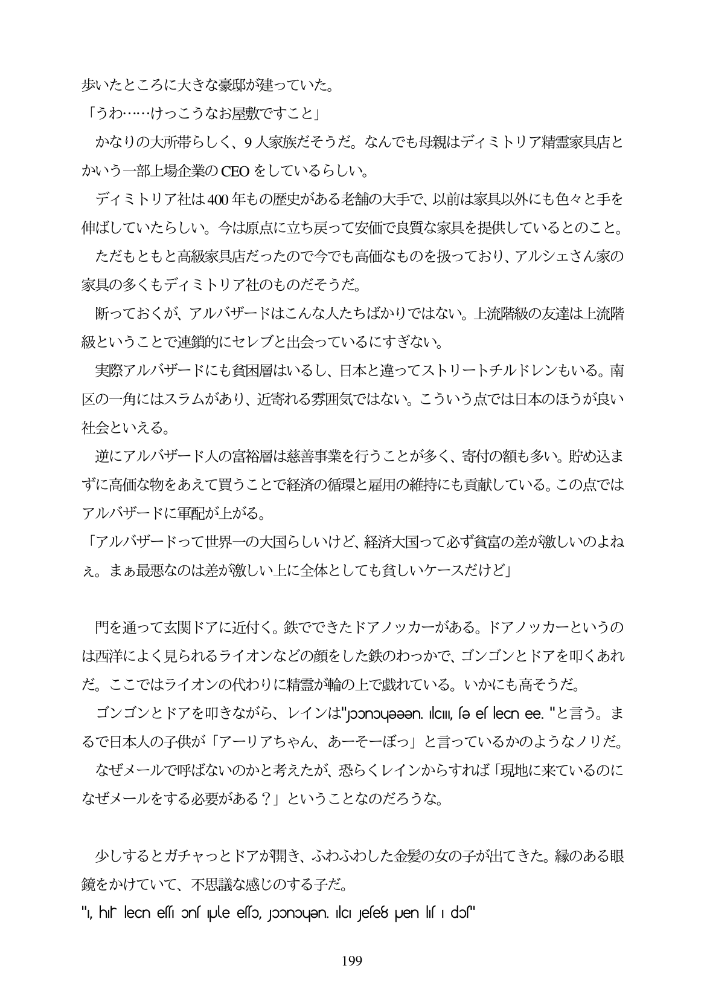 歩いたところに大きな豪邸が建っていた。
「うわ……けっこうなお屋敷ですこと」
　かなりの大所帯らしく、9 人家族だそうだ。なんでも母親はディミトリア精霊家具店と
かいう一部上場企業の CEO をしているらしい。
　ディミトリア社は 400 年もの歴史がある老舗の大手で、以前は家具以外にも色々と手を
伸ばしていたらしい。今は原点に立ち戻って安価で良質な家具を提供しているとのこと。
　ただもともと高級家具店だったので今でも高価なものを扱っており、アルシェさん家の
家具の多くもディミトリア社のものだそうだ。
　断っておくが、アルバザードはこんな人たちばかりではない。上流階級の友達は上流階
級ということで連鎖的にセレブと出会っているにすぎない。
　実際アルバザードにも貧困層はいるし、日本と違ってストリートチルドレンもいる。南
区の一角にはスラムがあり、近寄れる雰囲気ではない。こういう点では日本のほうが良い
社会といえる。
　逆にアルバザード人の富裕層は慈善事業を行うことが多く、寄付の額も多い。貯め込ま
ずに高価な物をあえて買うことで経済の循環と雇用の維持にも貢献している。この点では
アルバザードに軍配が上がる。
「アルバザードって世界一の大国らしいけど、経済大国って必ず貧富の差が激しいのよね
え。まぁ最悪なのは差が激しい上に全体としても貧しいケースだけど」
　門を通って玄関ドアに近付く。鉄でできたドアノッカーがある。ドアノッカーというの
は西洋によく見られるライオンなどの顔をした鉄のわっかで、ゴンゴンとドアを叩くあれ
だ。ここではライオンの代わりに精霊が輪の上で戯れている。いかにも高そうだ。
　ゴンゴンとドアを叩きながら、レインは"と言う。ま
るで日本人の子供が「アーリアちゃん、あーそーぼっ」と言っているかのようなノリだ。
　なぜメールで呼ばないのかと考えたが、恐らくレインからすれば「現地に来ているのに
なぜメールをする必要がある？」ということなのだろうな。
　少しするとガチャっとドアが開き、ふわふわした金髪の女の子が出てきた。縁のある眼
鏡をかけていて、不思議な感じのする子だ。
199